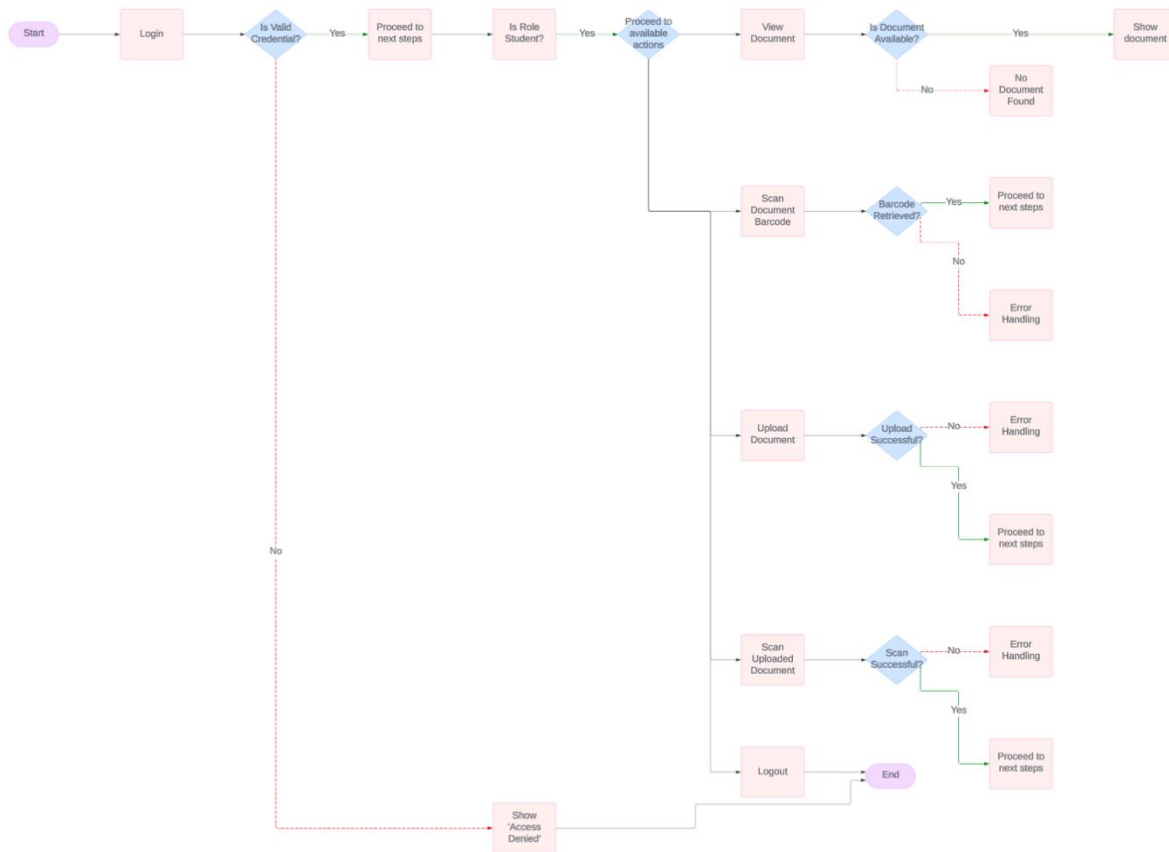 Start
Login
Is Valid
Credential?
Yes
Proceed to
next steps
Is Role
Student?
Yes
Proceed to
available
actions
View
Document
Is Document
Available?
Yes
Show
document
No
No
Document
Found
Scan
Document
Barcode
Barcode
Retrieved?
Yes
Proceed to
next steps
No
Error
Handling
Upload
Document
Upload
Successful?
No
Error
Handling
Yes
Proceed to
next steps
No
Scan
Uploaded
Document
Scan
Successful?
No
Error
Handling
Yes
Proceed to
next steps
Logout
End
Show
'Access
Denied'